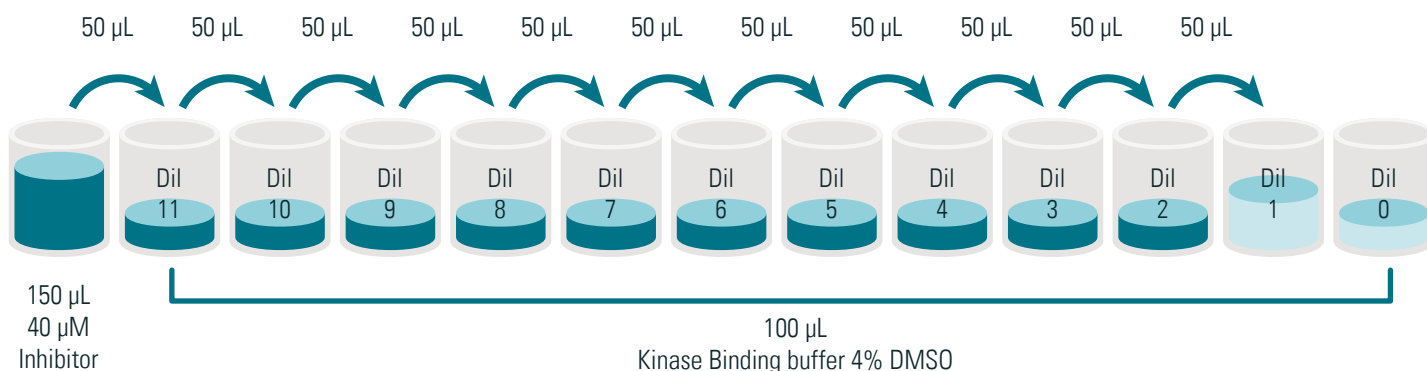 50 µL 50 µL 50 µL 50 µL 50 µL 50 µL 50 µL 50 µL 50 µL 50 µL 50 µL
Dil Dil Dil Dil Dil Dil Dil Dil Dil Dil Dil Dil
11 10 9 8 7 6 5 4 3 2 1 0
150 µL
40 µM
Inhibitor
100 µL
Kinase Binding buffer 4% DMSO